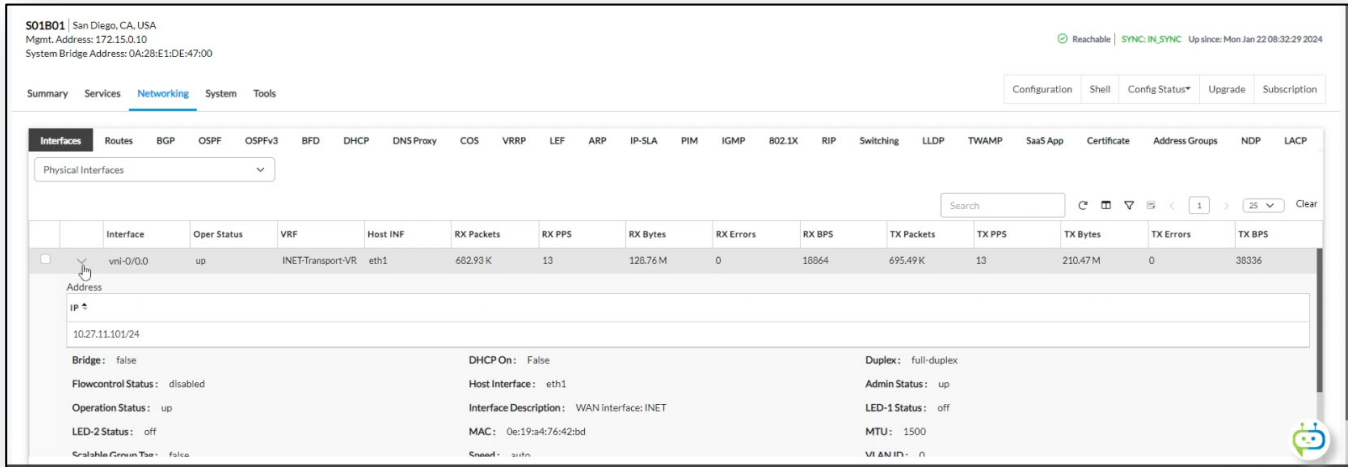 S01B01 | San Diego, CA, USA
Mgmt. Address: 172.15.0.10
System Bridge Address: 0A:28:E1:DE:47:00
Reachable | SYNC: IN_SYNC Up since: Mon Jan 22 08:32:29 2024
Summary Services Networking System Tools
Configuration Shell Config Status Upgrade Subscription
Interfaces Routes BGP OSPF OSPFv3 BFD DHCP DNS Proxy COS VRRP LEF ARP IP-SLA PIM IGMP 802.1X RIP Switching LLDP TWAMP SaaS App Certificate Address Groups NDP LACP
Physical Interfaces
Search 1 25 Clear
Interface Oper Status VRF Host INF RX Packets RX PPS RX Bytes RX Errors RX BPS TX Packets TX PPS TX Bytes TX Errors TX BPS
vni-0/0.0 up INET-Transport-VR eth1 682.93 K 13 128.76 M 0 18864 695.49 K 13 210.47 M 0 38336
Address
IP
10.27.11.101/24
Bridge : false DHCP On : False Duplex : full-duplex
Flowcontrol Status : disabled Host Interface : eth1 Admin Status : up
Operation Status : up Interface Description : WAN interface: INET LED-1 Status : off
LED-2 Status : off MAC : 0e:19:a4:76:42:bd MTU : 1500
Scalable Group Tag : false Speed : auto VLAN ID : 0